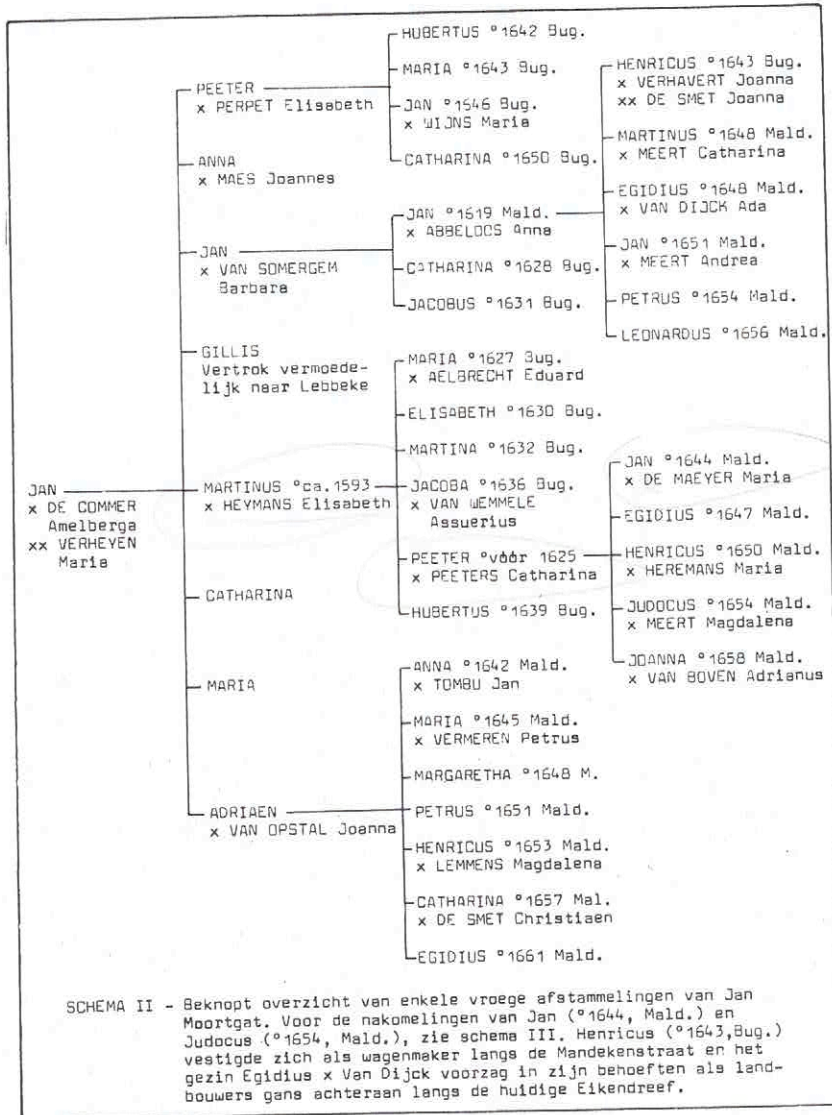 JAN
x DE COMMER
Amelberga
xx VERHEYEN
Maria
PEETER
x PERPET Elisabeth
HUBERTUS °1642 Bug.
MARIA °1643 Bug.
JAN °1646 Bug.
x WIJNS Maria
CATHARINA °1650 Bug.
ANNA
x MAES Joannes
JAN
x VAN SOMERGEM
Barbara
JAN °1619 Mald.
x ABBELOOS Anna
HENRICUS °1643 Bug.
x VERHAVERT Joanna
xx DE SMET Joanna
MARTINUS °1648 Mald.
x MEERT Catharina
EGIDIUS °1648 Mald.
x VAN DIJCK Ada
JAN °1651 Mald.
x MEERT Andrea
PETRUS °1654 Mald.
LEONARDUS °1656 Mald.
CATHARINA °1628 Bug.
JACOBUS °1631 Bug.
GILLIS
Vertrok vermoede-
lijk naar Lebbeke
MARTINUS °ca.1593
x HEYMANS Elisabeth
MARIA °1627 Bug.
x AELBRECHT Eduard
ELISABETH °1630 Bug.
MARTINA °1632 Bug.
JACOBA °1636 Bug.
x VAN WEMMELE
Assuerius
PEETER °vóór 1625
x PEETERS Catharina
JAN °1644 Mald.
x DE MAEYER Maria
EGIDIUS °1647 Mald.
HENRICUS °1650 Mald.
x HEREMANS Maria
JUDOCUS °1654 Mald.
x MEERT Magdalena
JOANNA °1658 Mald.
x VAN BOVEN Adrianus
HUBERTUS °1639 Bug.
CATHARINA
MARIA
ADRIAEN
x VAN OPSTAL Joanna
ANNA °1642 Mald.
x TOMBU Jan
MARIA °1645 Mald.
x VERMEREN Petrus
MARGARETHA °1648 M.
PETRUS °1651 Mald.
HENRICUS °1653 Mald.
x LEMMENS Magdalena
CATHARINA °1657 Mal.
x DE SMET Christiaen
EGIDIUS °1661 Mald.
SCHEMA II - Beknopt overzicht van enkele vroege afstammelingen van Jan
Moortgat. Voor de nakomelingen van Jan (°1644, Mald.) en
Judocus (°1654, Mald.), zie schema III. Henricus (°1643,Bug.)
vestigde zich als wagenmaker langs de Mandekenstraat en het
gezin Egidius x Van Dijck voorzag in zijn behoeften als land-
bouwers gans achteraan langs de huidige Eikendreef.